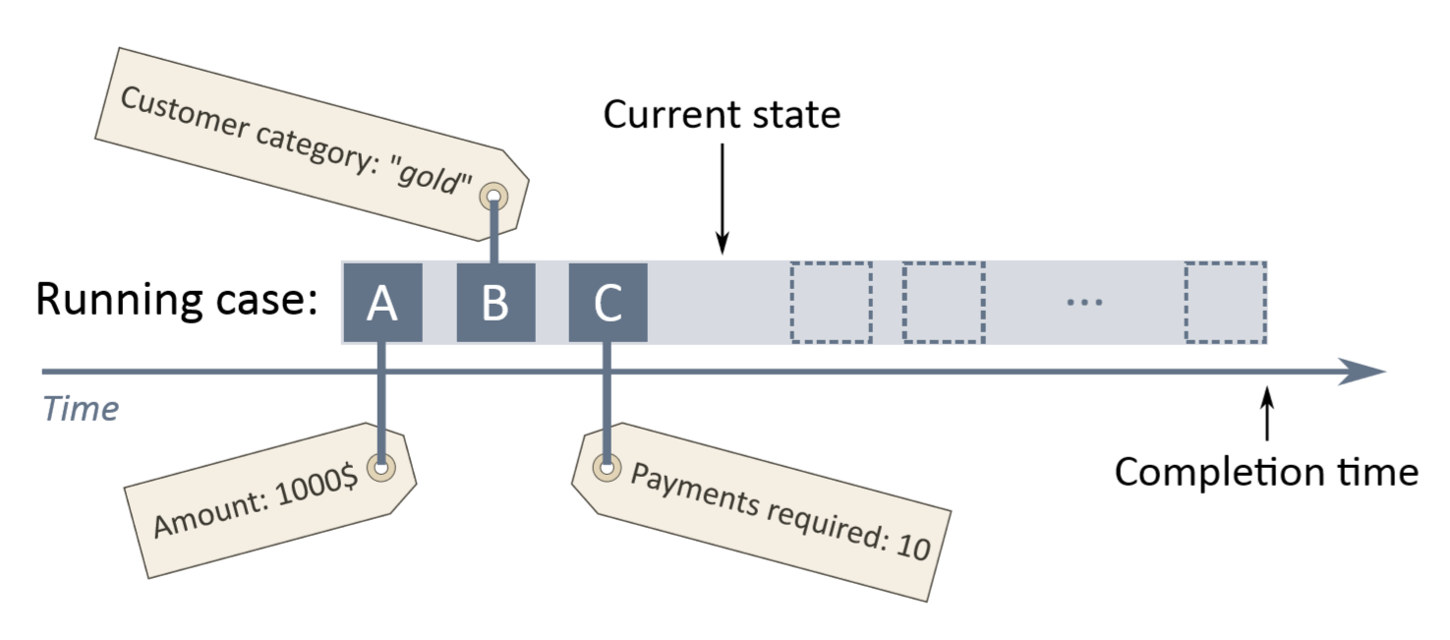 Customer category: "gold"
Current state
Running case:
A
B
C
...
Time
Amount: 1000$
Payments required: 10
Completion time